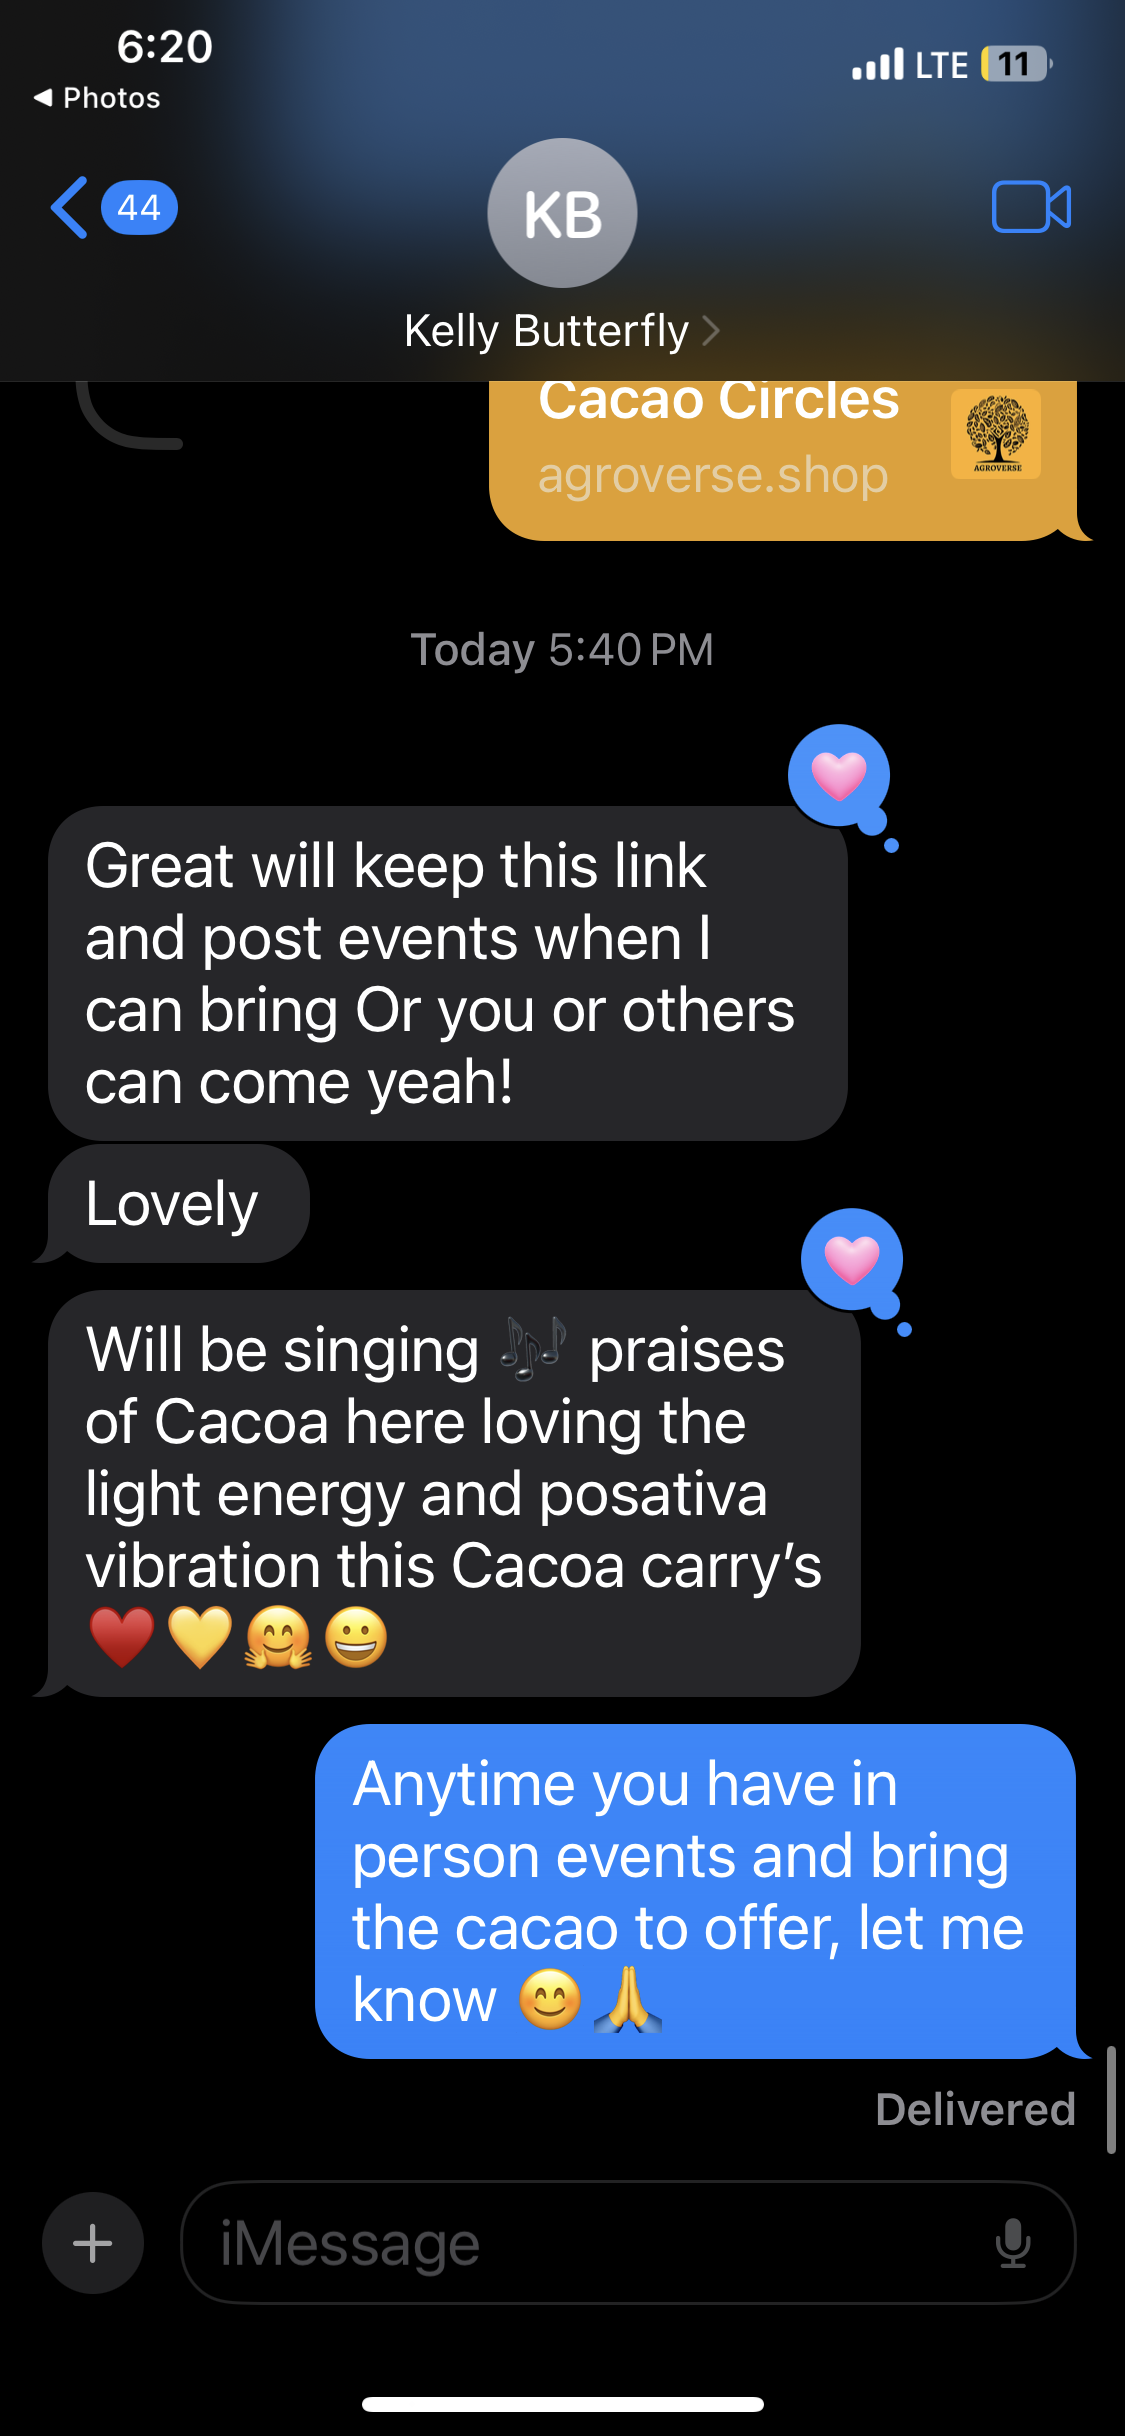 6:20
LTE 11
◀ Photos
44
KB
Kelly Butterfly
Cacao Circles
agroverse.shop
AGROVERSE
Today 5:40 PM
Great will keep this link
and post events when I
can bring Or you or others
can come yeah!
Lovely
Will be singing 🎶 praises
of Cacoa here loving the
light energy and posativa
vibration this Cacoa carry’s
♥️💛🤗😀
Anytime you have in
person events and bring
the cacao to offer, let me
know 😊🙏
Delivered
iMessage